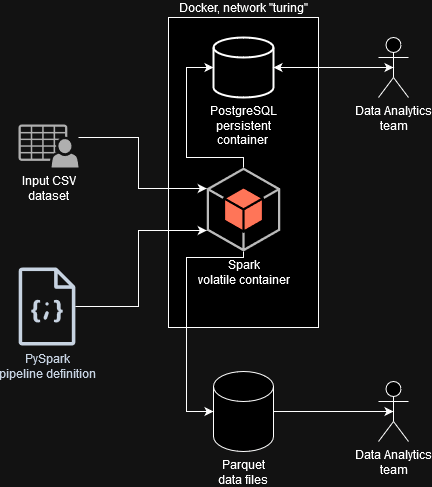 Docker, network "turing"
PostgreSQL
persistent
container
Data Analytics
team
Input CSV
dataset
Spark
volatile container
{;}
PySpark
pipeline definition
Parquet
data files
Data Analytics
team